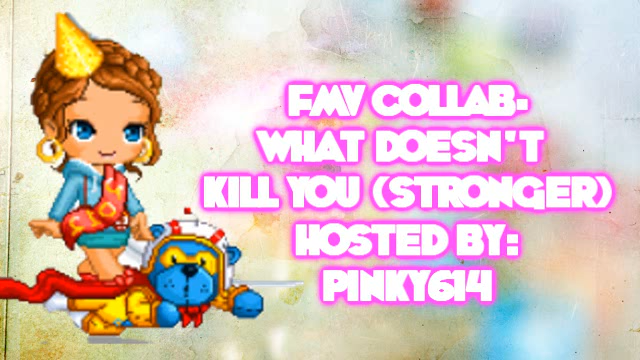 FMV COLLAB-
WHAT DOESN'T
KILL YOU (STRONGER)
HOSTED BY:
PINKY614